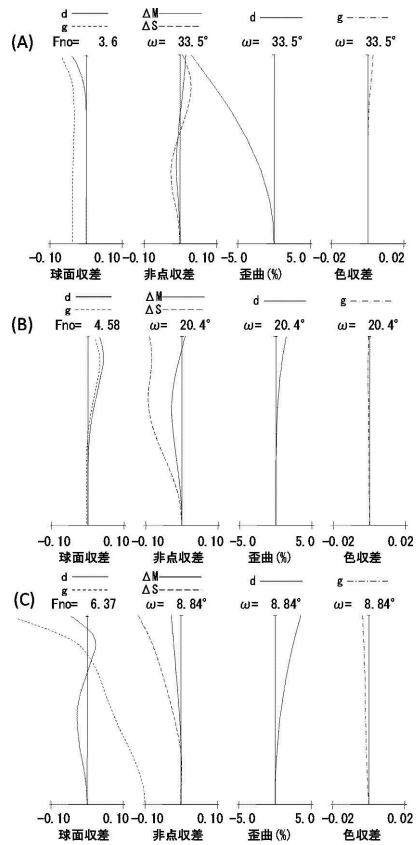 (A)
d ΔM d g
g ΔS
Fno= 3.6 ω= 33.5° ω= 33.5° ω= 33.5°
-0.10 0.10 -0.10 0.10 -5.0 5.0 -0.02 0.02
球面収差 非点収差 歪曲(%) 色収差
(B)
d ΔM d g
g ΔS
Fno= 4.58 ω= 20.4° ω= 20.4° ω= 20.4°
-0.10 0.10 -0.10 0.10 -5.0 5.0 -0.02 0.02
球面収差 非点収差 歪曲(%) 色収差
(C)
d ΔM d g
g ΔS
Fno= 6.37 ω= 8.84° ω= 8.84° ω= 8.84°
-0.10 0.10 -0.10 0.10 -5.0 5.0 -0.02 0.02
球面収差 非点収差 歪曲(%) 色収差